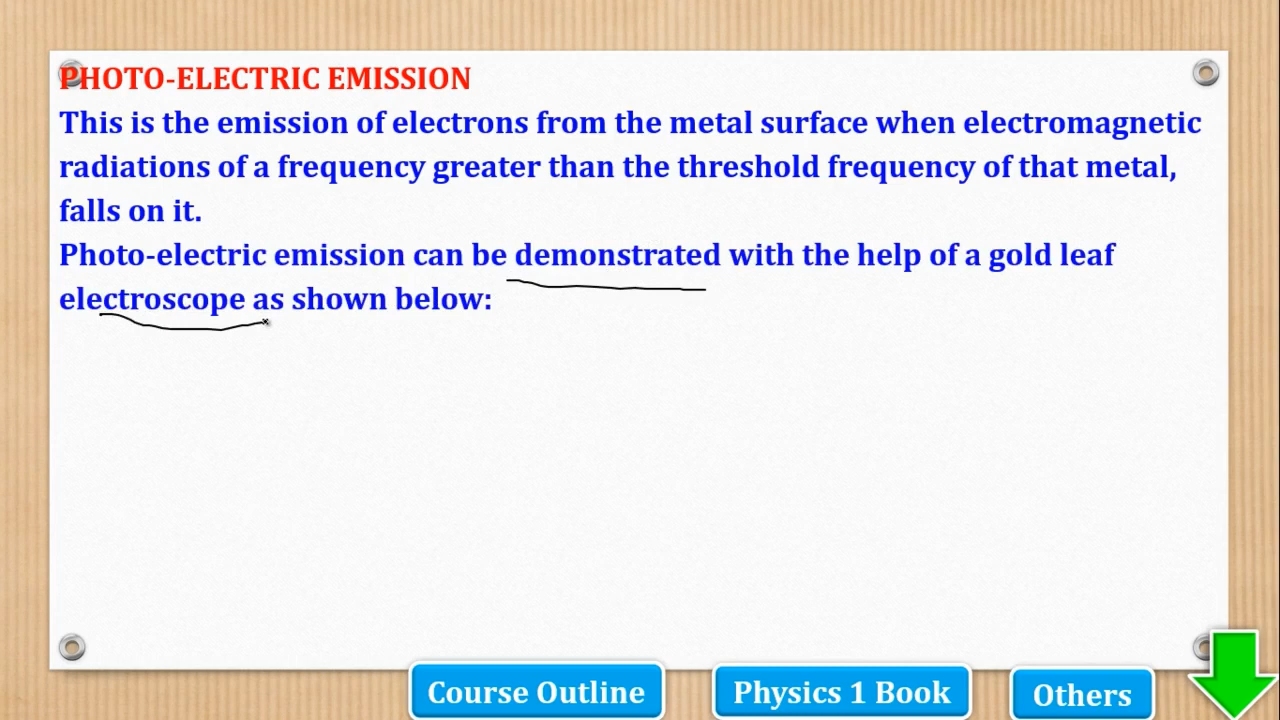 PHOTO-ELECTRIC EMISSION
This is the emission of electrons from the metal surface when electromagnetic
radiations of a frequency greater than the threshold frequency of that metal,
falls on it.
Photo-electric emission can be demonstrated with the help of a gold leaf
electroscope as shown below:
Course Outline
Physics 1 Book
Others